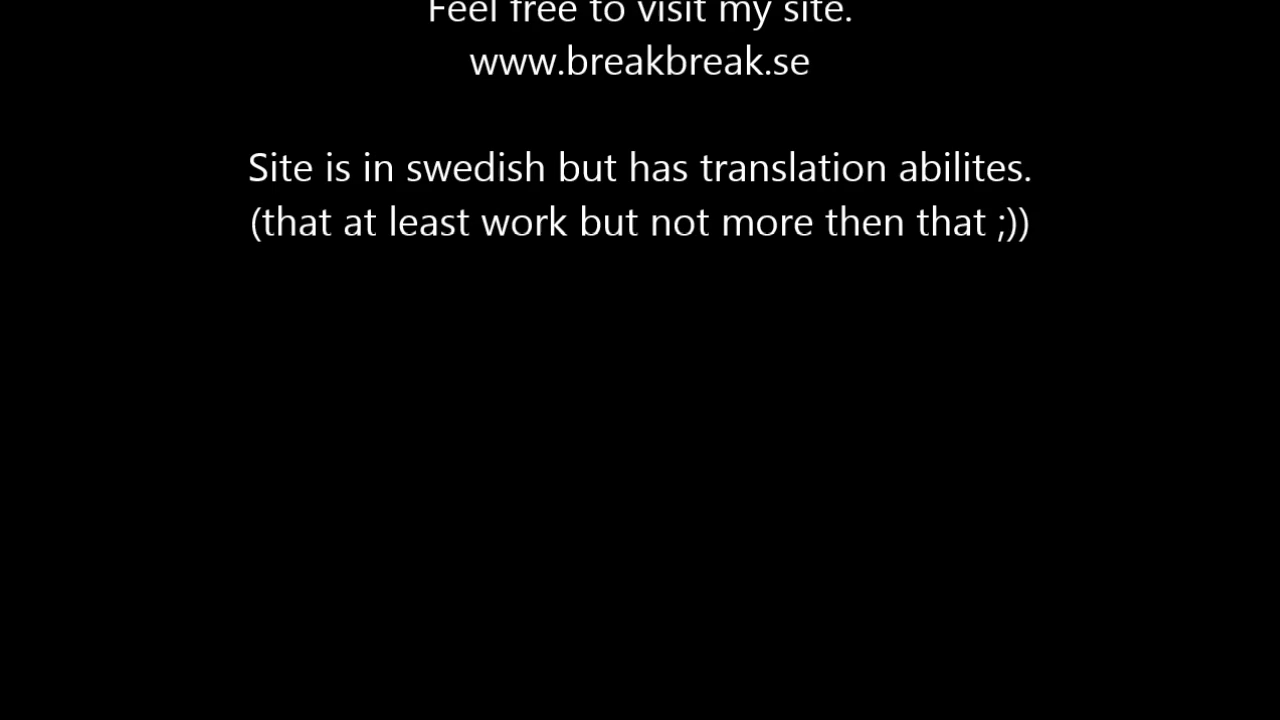 Feel free to visit my site.
www.breakbreak.se
Site is in swedish but has translation abilites.
(that at least work but not more then that ;))